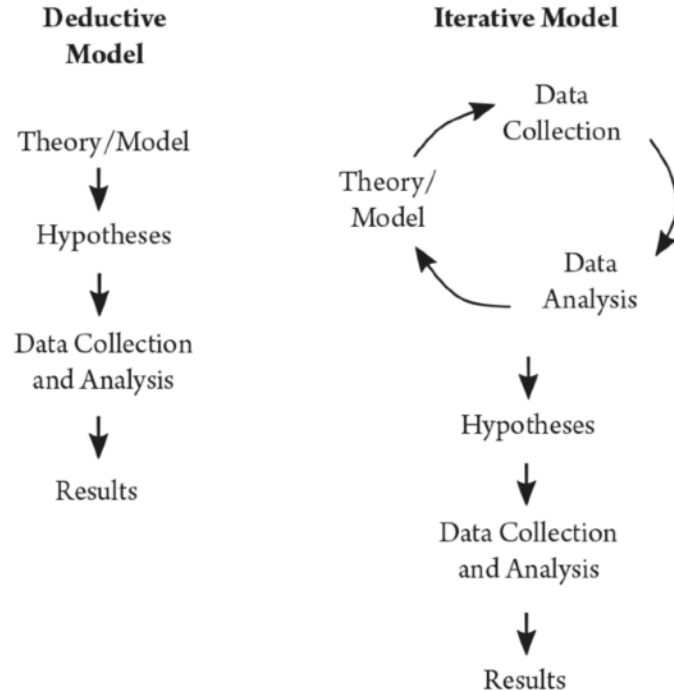 Deductive
Model
Theory/Model
Hypotheses
Data Collection
and Analysis
Results
Iterative Model
Data
Collection
Theory/
Model
Data
Analysis
Hypotheses
Data Collection
and Analysis
Results